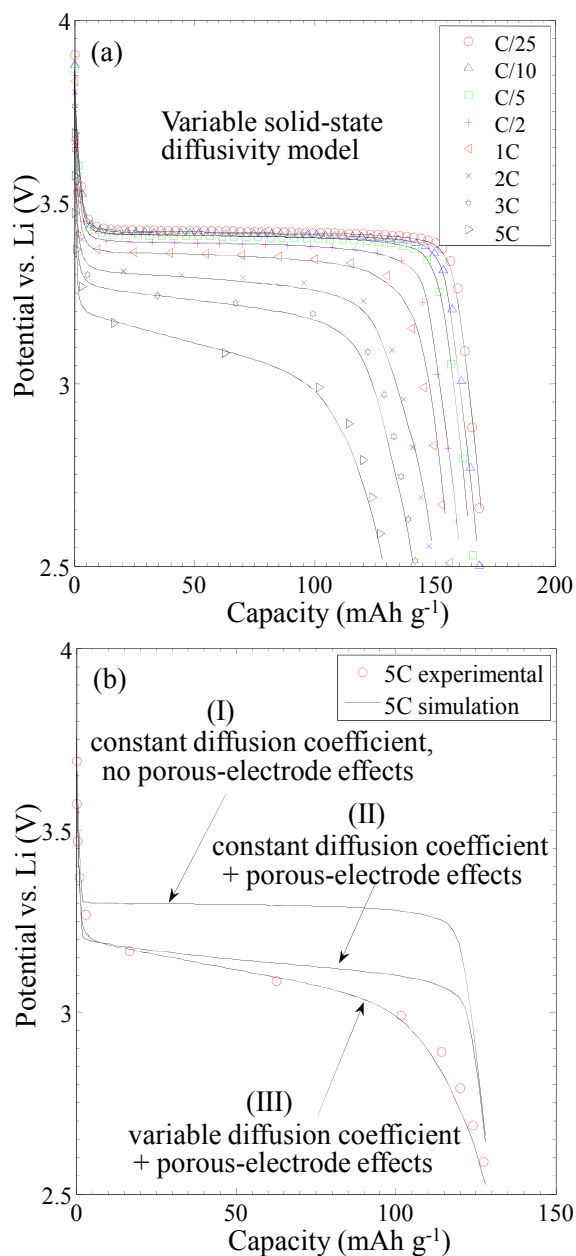 4
(a)
C/25
C/10
C/5
C/2
1C
2C
3C
5C
Variable solid-state
diffusivity model
3.5
3
2.5
Potential vs. Li (V)
0
50
100
150
200
Capacity (mAh g-1)
4
(b)
5C experimental
5C simulation
(I)
constant diffusion coefficient,
no porous-electrode effects
3.5
(II)
constant diffusion coefficient
+ porous-electrode effects
3
(III)
variable diffusion coefficient
+ porous-electrode effects
2.5
Potential vs. Li (V)
0
50
100
150
Capacity (mAh g-1)